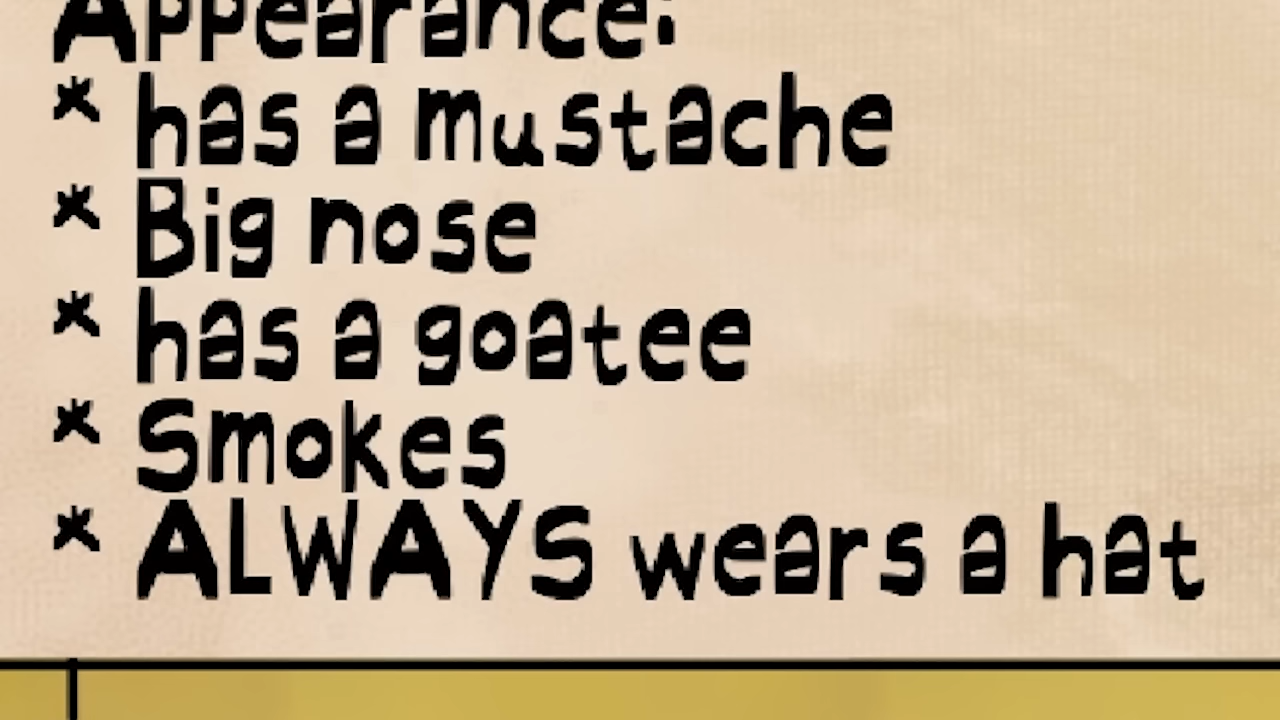 Appearance:
* has a mustache
* Big nose
* has a goatee
* Smokes
* ALWAYS wears a hat